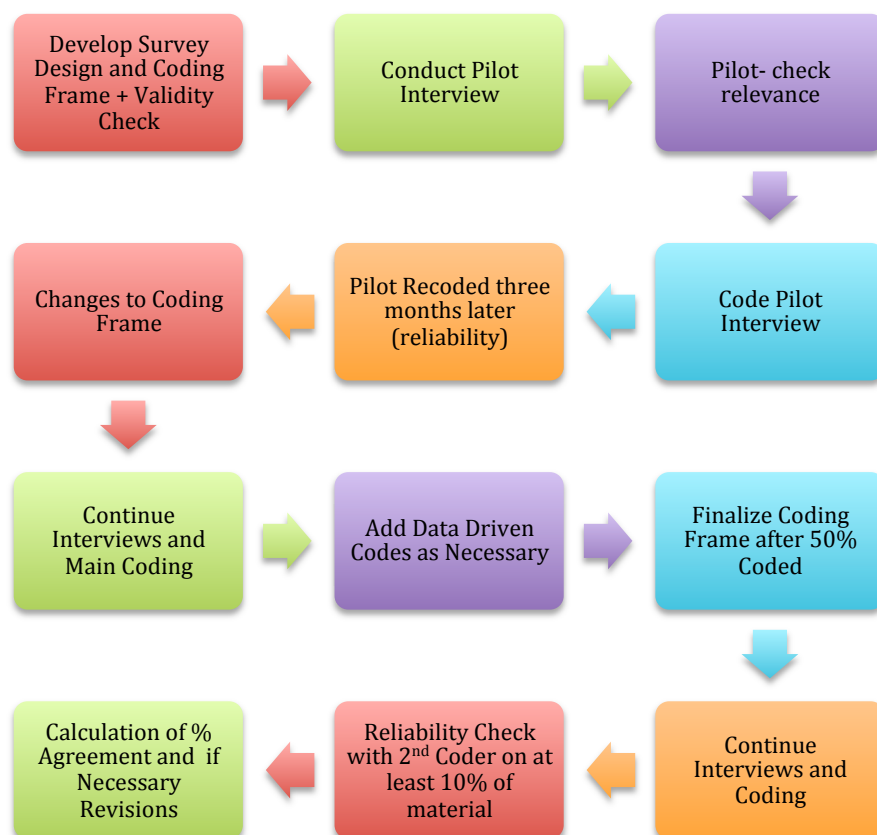 Develop Survey
Design and Coding
Frame + Validity
Check
Conduct Pilot
Interview
Pilot- check
relevance
Code Pilot
Interview
Pilot Recoded three
months later
(reliability)
Changes to Coding
Frame
Continue
Interviews and
Main Coding
Add Data Driven
Codes as Necessary
Finalize Coding
Frame after 50%
Coded
Continue
Interviews and
Coding
Reliability Check
with 2nd Coder on at
least 10% of
material
Calculation of %
Agreement and if
Necessary
Revisions